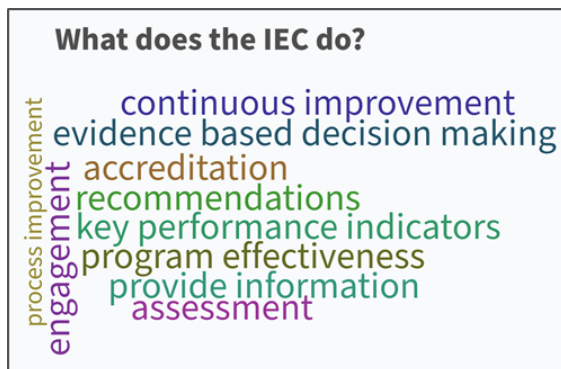 What does the IEC do?
continuous improvement
evidence based decision making
accreditation
recommendations
key performance indicators
program effectiveness
provide information
assessment
process improvement
engagement